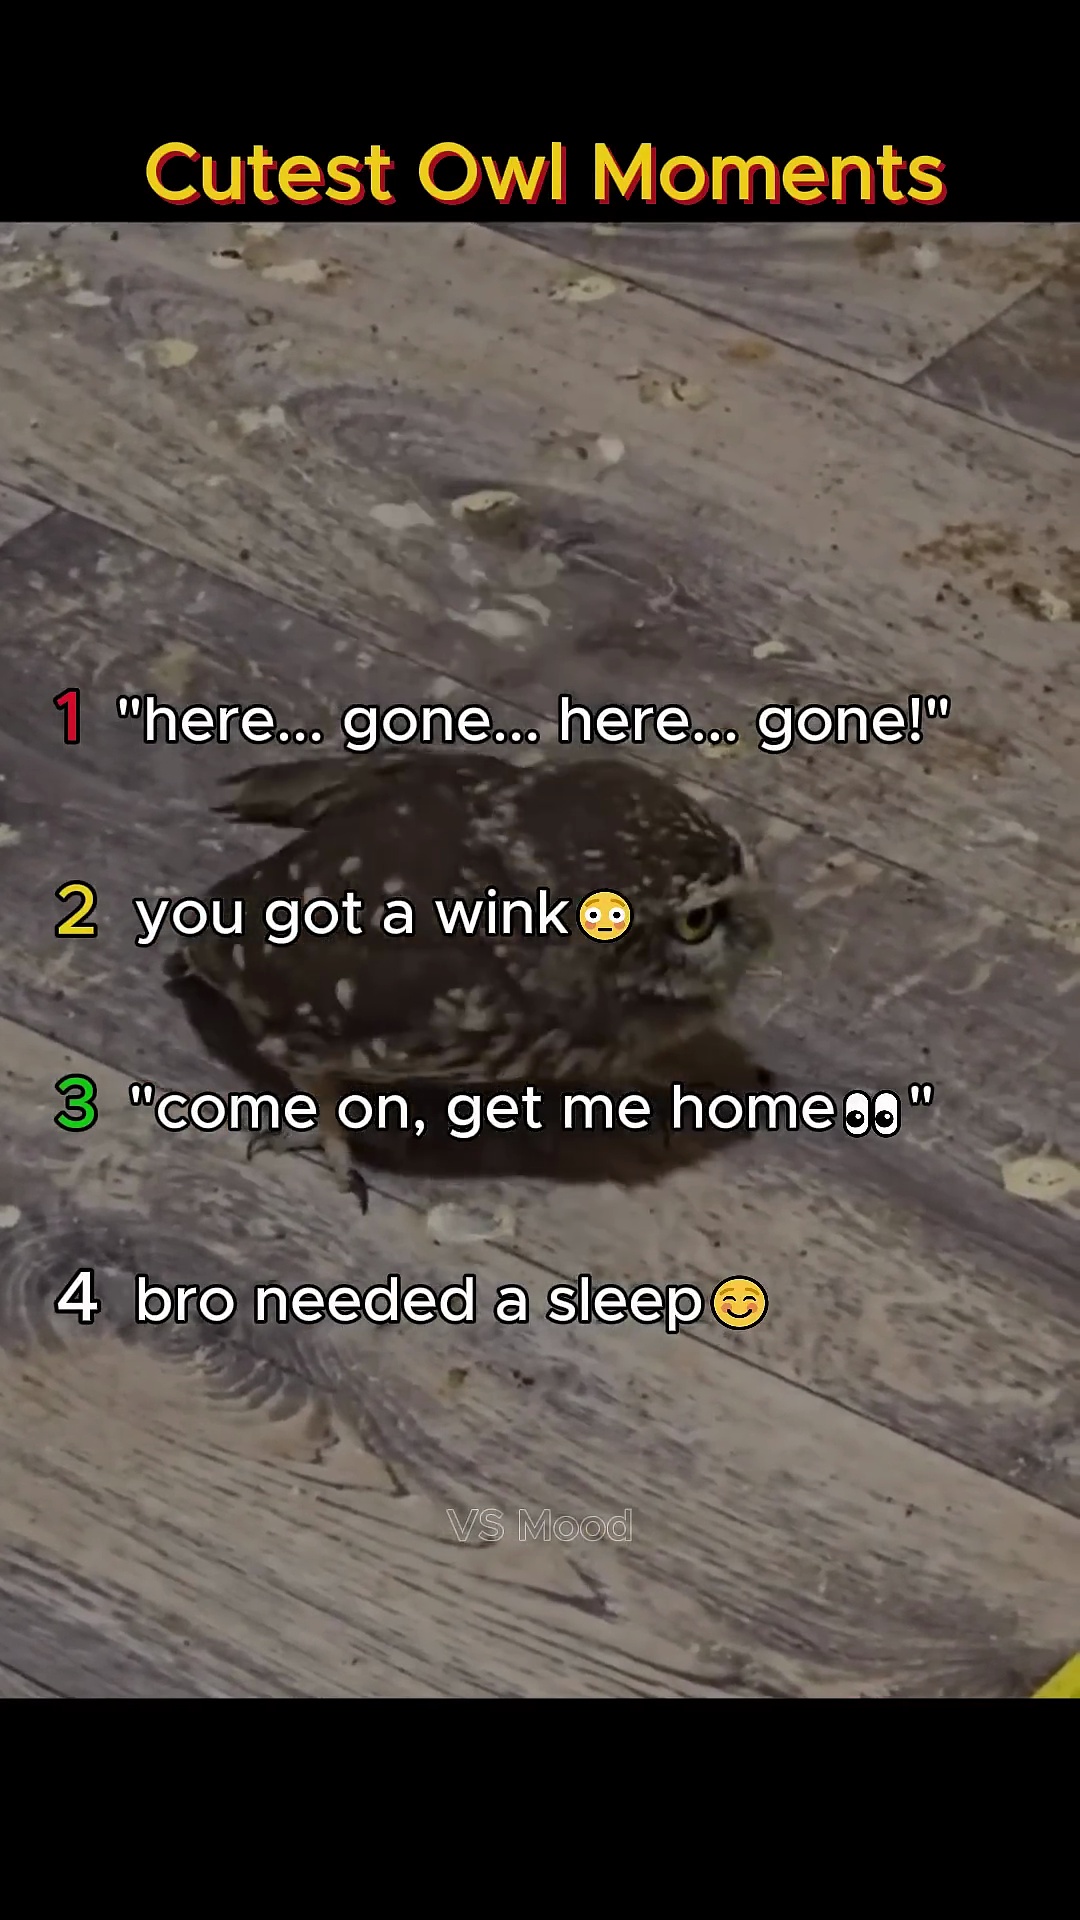 Cutest Owl Moments
1 "here... gone... here... gone!"
2 you got a wink😳
3 "come on, get me home👀"
4 bro needed a sleep😊
VS Mood